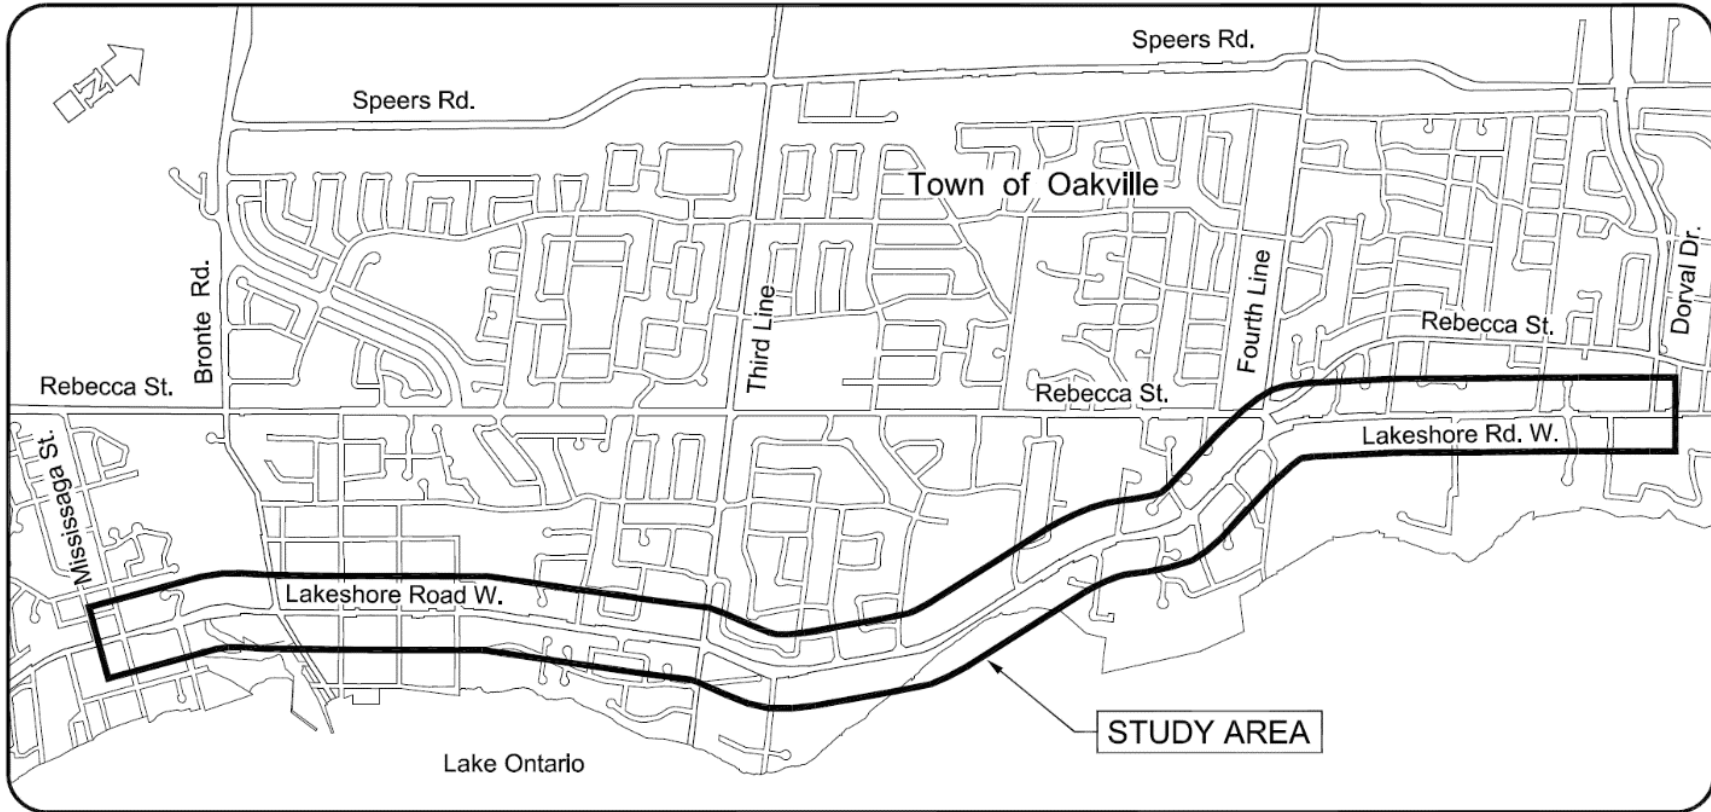 Speers Rd.
N
Speers Rd.
Town of Oakville
Bronte Rd.
Third Line
Fourth Line
Dorval Dr.
Rebecca St.
Rebecca St.
Rebecca St.
Mississaga St.
Lakeshore Rd. W.
Lakeshore Road W.
STUDY AREA
Lake Ontario